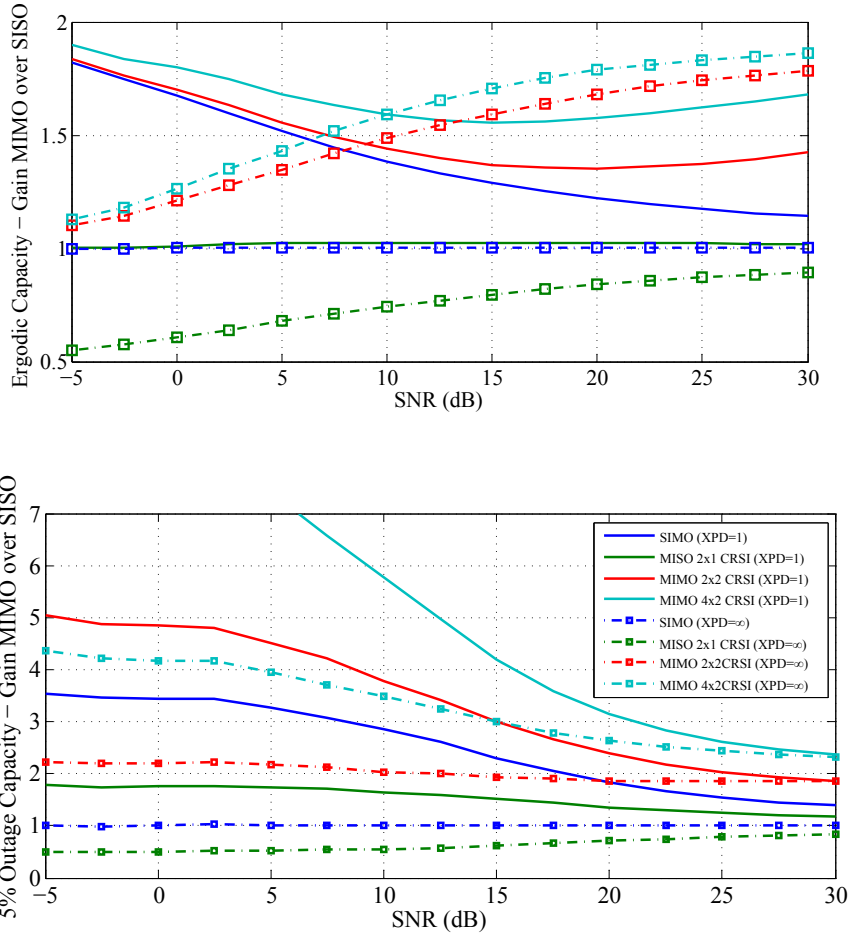 Ergodic Capacity − Gain MIMO over SISO
2
1.5
1
0.5
−5
0
5
10
15
20
25
30
SNR (dB)
5% Outage Capacity − Gain MIMO over SISO
7
6
5
4
3
2
1
0
−5
0
5
10
15
20
25
30
SNR (dB)
SIMO (XPD=1)
MISO 2x1 CRSI (XPD=1)
MIMO 2x2 CRSI (XPD=1)
MIMO 4x2 CRSI (XPD=1)
SIMO (XPD=∞)
MISO 2x1 CRSI (XPD=∞)
MIMO 2x2CRSI (XPD=∞)
MIMO 4x2CRSI (XPD=∞)